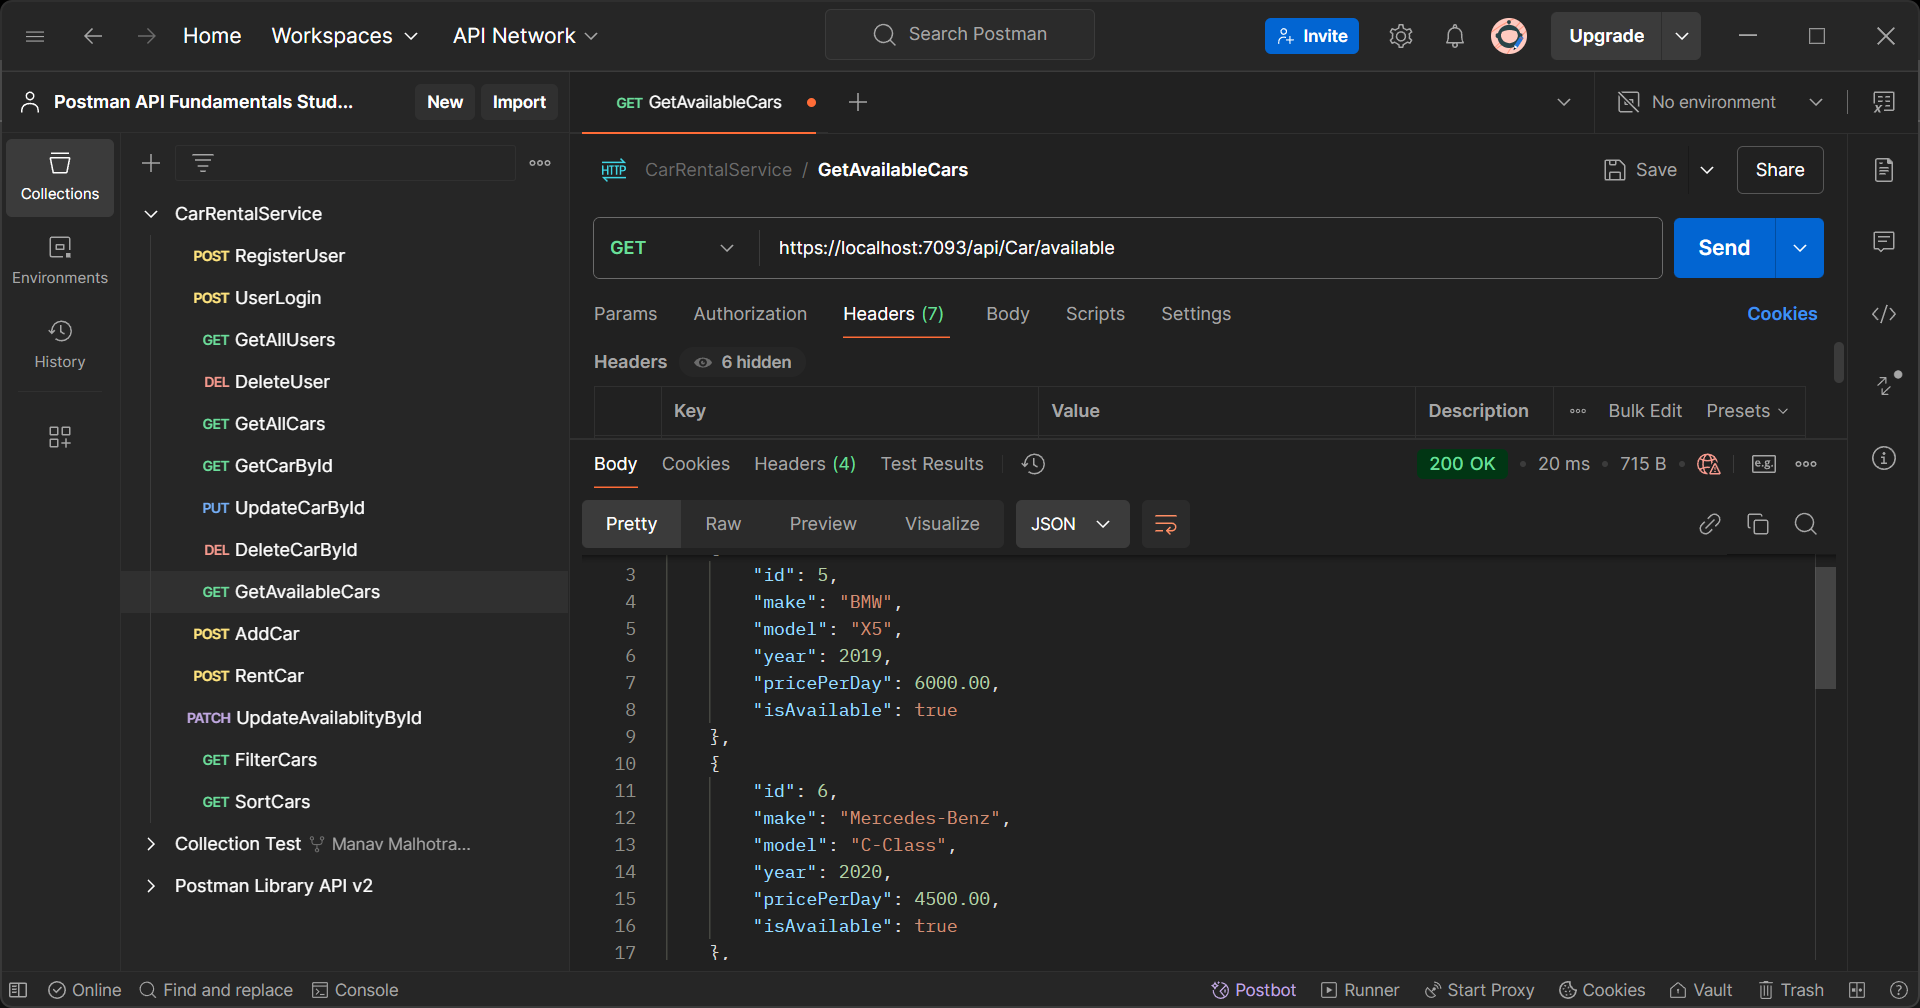 Home Workspaces API Network Search Postman Invite Upgrade
Postman API Fundamentals Stud... New Import
GET GetAvailableCars No environment
Collections
Environments
History
CarRentalService
POST RegisterUser
POST UserLogin
GET GetAllUsers
DEL DeleteUser
GET GetAllCars
GET GetCarById
PUT UpdateCarById
DEL DeleteCarById
GET GetAvailableCars
POST AddCar
POST RentCar
PATCH UpdateAvailablityById
GET FilterCars
GET SortCars
Collection Test Manav Malhotra...
Postman Library API v2
HTTP CarRentalService / GetAvailableCars Save Share
GET https://localhost:7093/api/Car/available Send
Params Authorization Headers (7) Body Scripts Settings Cookies
Headers 6 hidden
Key Value Description Bulk Edit Presets
Body Cookies Headers (4) Test Results 200 OK 20 ms 715 B e.g.
Pretty Raw Preview Visualize JSON
3 "id": 5,
4 "make": "BMW",
5 "model": "X5",
6 "year": 2019,
7 "pricePerDay": 6000.00,
8 "isAvailable": true
9 },
10 {
11 "id": 6,
12 "make": "Mercedes-Benz",
13 "model": "C-Class",
14 "year": 2020,
15 "pricePerDay": 4500.00,
16 "isAvailable": true
17 },
Online Find and replace Console Postbot Runner Start Proxy Cookies Vault Trash